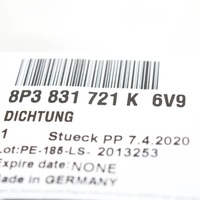 8P3 831 721 K 6V9
DICHTUNG
1 Stueck PP 7.4.2020
Lot:PE-185-LS- 2013253
Expire date:NONE
Made in GERMANY